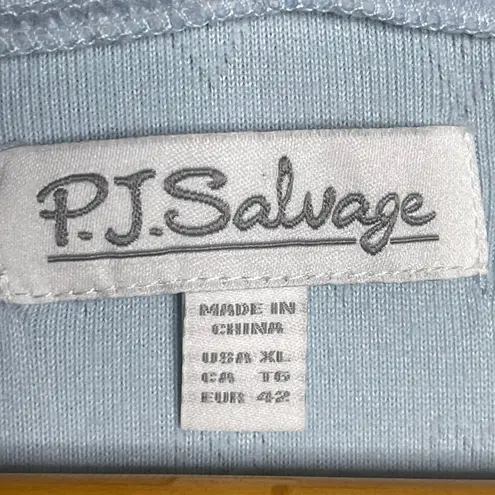 P.J. Salvage
MADE IN
CHINA
USA XL
CA TG
EUR 42